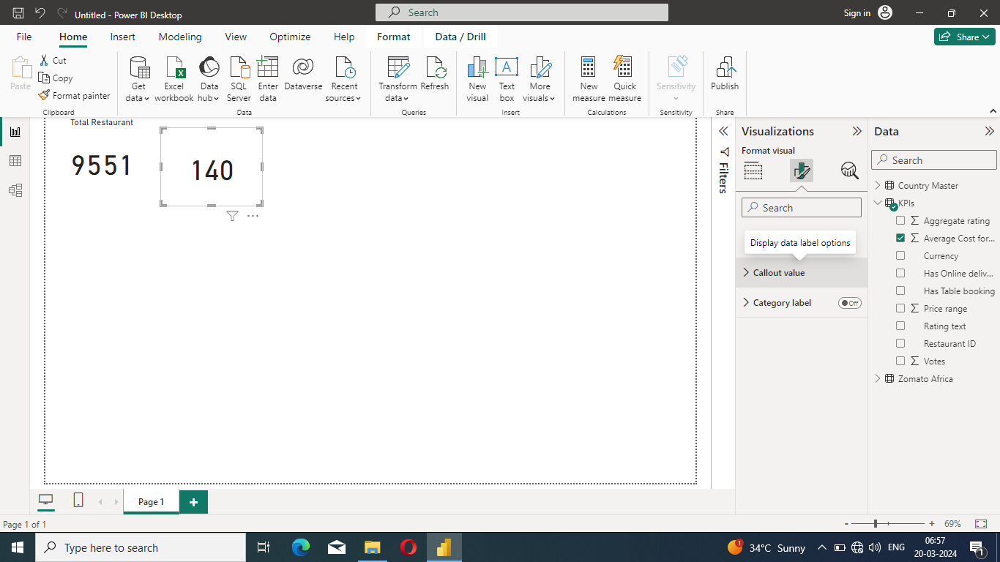 Untitled - Power BI Desktop
Search
Sign in
File
Home
Insert
Modeling
View
Optimize
Help
Format
Data / Drill
Share
Paste
Cut
Copy
Format painter
Clipboard
Get data
Excel workbook
Data hub
SQL Server
Enter data
Dataverse
Recent sources
Data
Transform data
Refresh
Queries
New visual
Text box
More visuals
Insert
New measure
Quick measure
Calculations
Sensitivity
Sensitivity
Publish
Share
Total Restaurant
9551
140
Filters
Visualizations
Format visual
Search
Display data label options
Callout value
Category label
Off
Data
Search
Country Master
KPIs
Aggregate rating
Average Cost for...
Currency
Has Online deliv...
Has Table booking
Price range
Rating text
Restaurant ID
Votes
Zomato Africa
Page 1
Page 1 of 1
- + 69%
Type here to search
1
34°C Sunny
ENG
06:57
20-03-2024
1